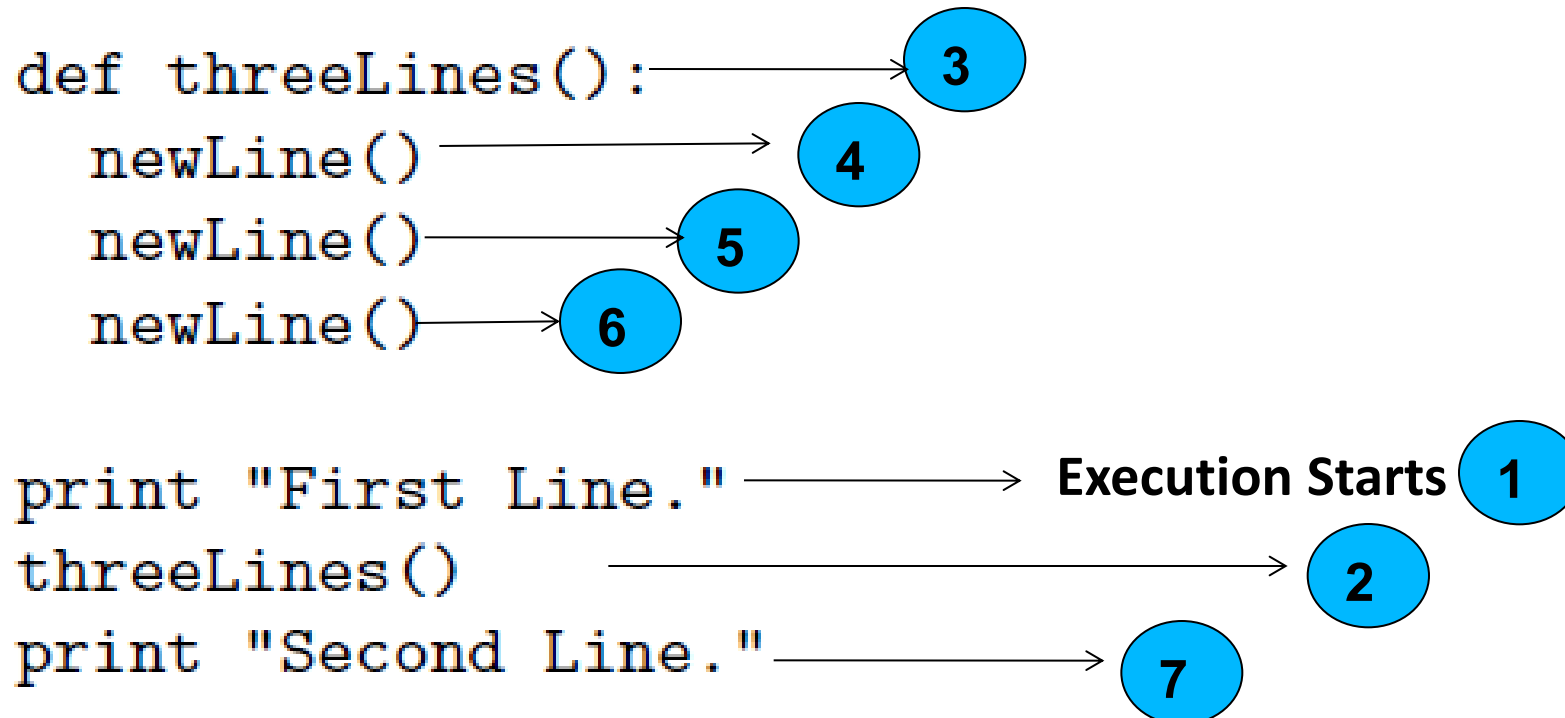 def threeLines(): 3
  newLine() 4
  newLine() 5
  newLine() 6
print "First Line." Execution Starts 1
threeLines() 2
print "Second Line." 7